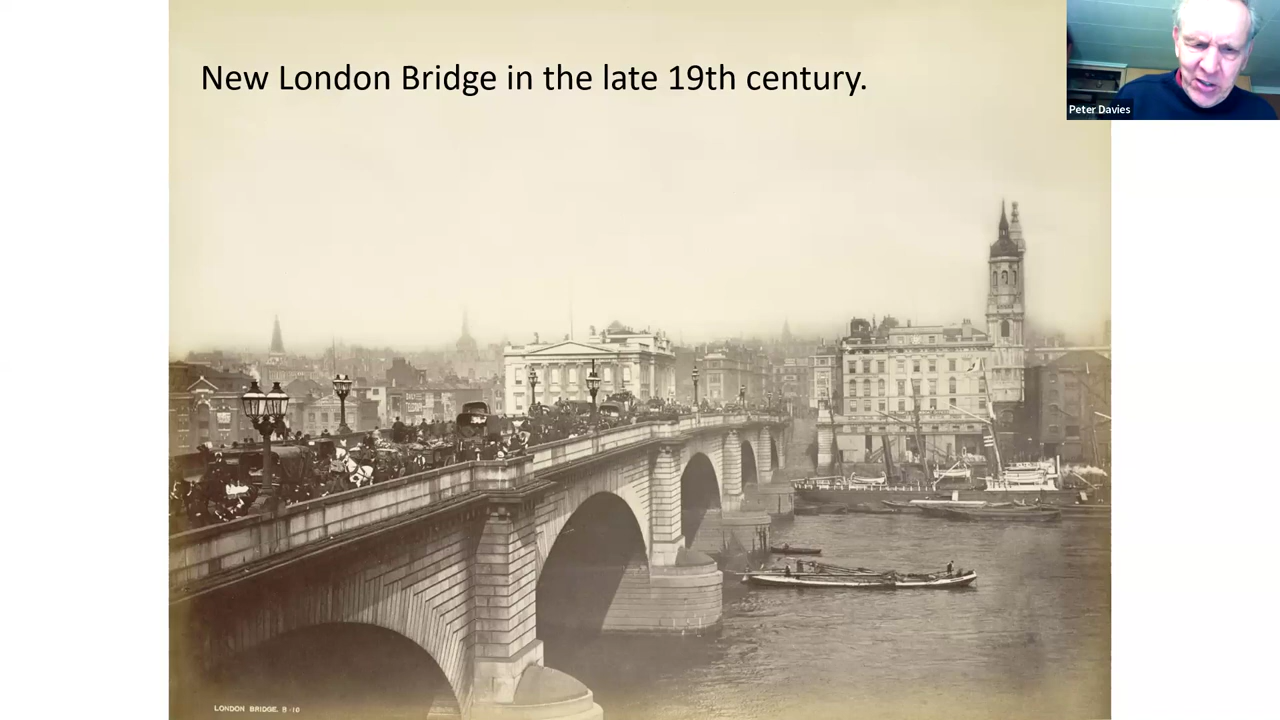 New London Bridge in the late 19th century.
Peter Davies
LONDON BRIDGE. 8·10